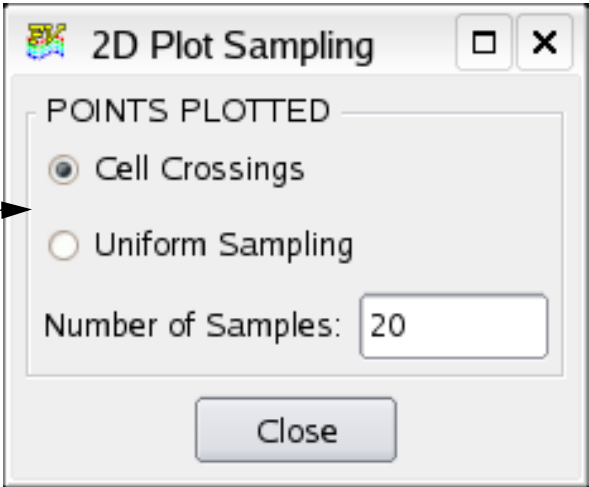 2D Plot Sampling
POINTS PLOTTED
Cell Crossings
Uniform Sampling
Number of Samples: 20
Close